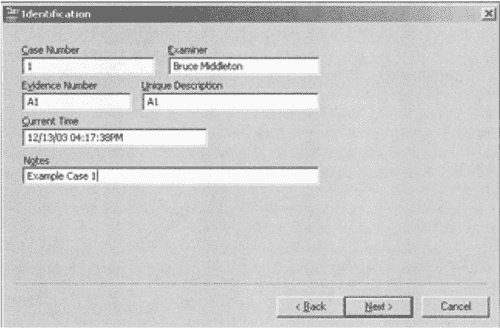 Identification
Case Number Examiner
1 Bruce Middleton
Evidence Number Unique Description
A1 A1
Current Time
12/13/03 04:17:38PM
Notes
Example Case 1
< Back Next > Cancel